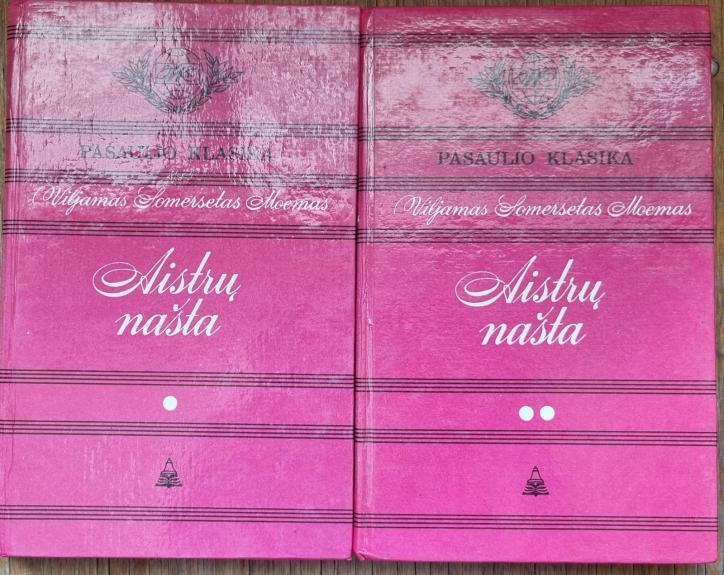 PASAULIO KLASIKA
Viljamas Somersetas Moemas
Aistrų
našta
PASAULIO KLASIKA
Viljamas Somersetas Moemas
Aistrų
našta